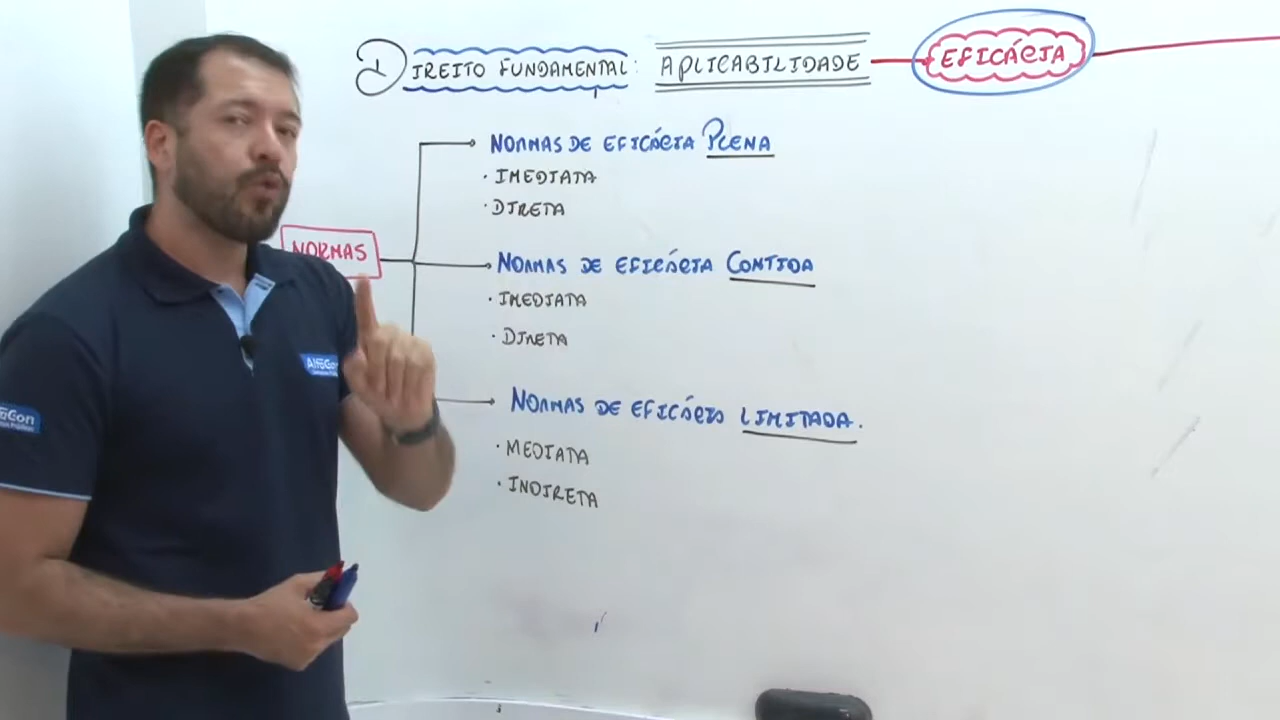 DIREITO FUNDAMENTAL: APLICABILIDADE
EFICÁCIA
NORMAS DE EFICÁCIA PLENA
· IMEDIATA
· DIRETA
NORMAS
NORMAS DE EFICÁCIA CONTIDA
· IMEDIATA
· DIRETA
NORMAS DE EFICÁCIA LIMITADA.
· MEDIATA
· INDIRETA
AlfaCon